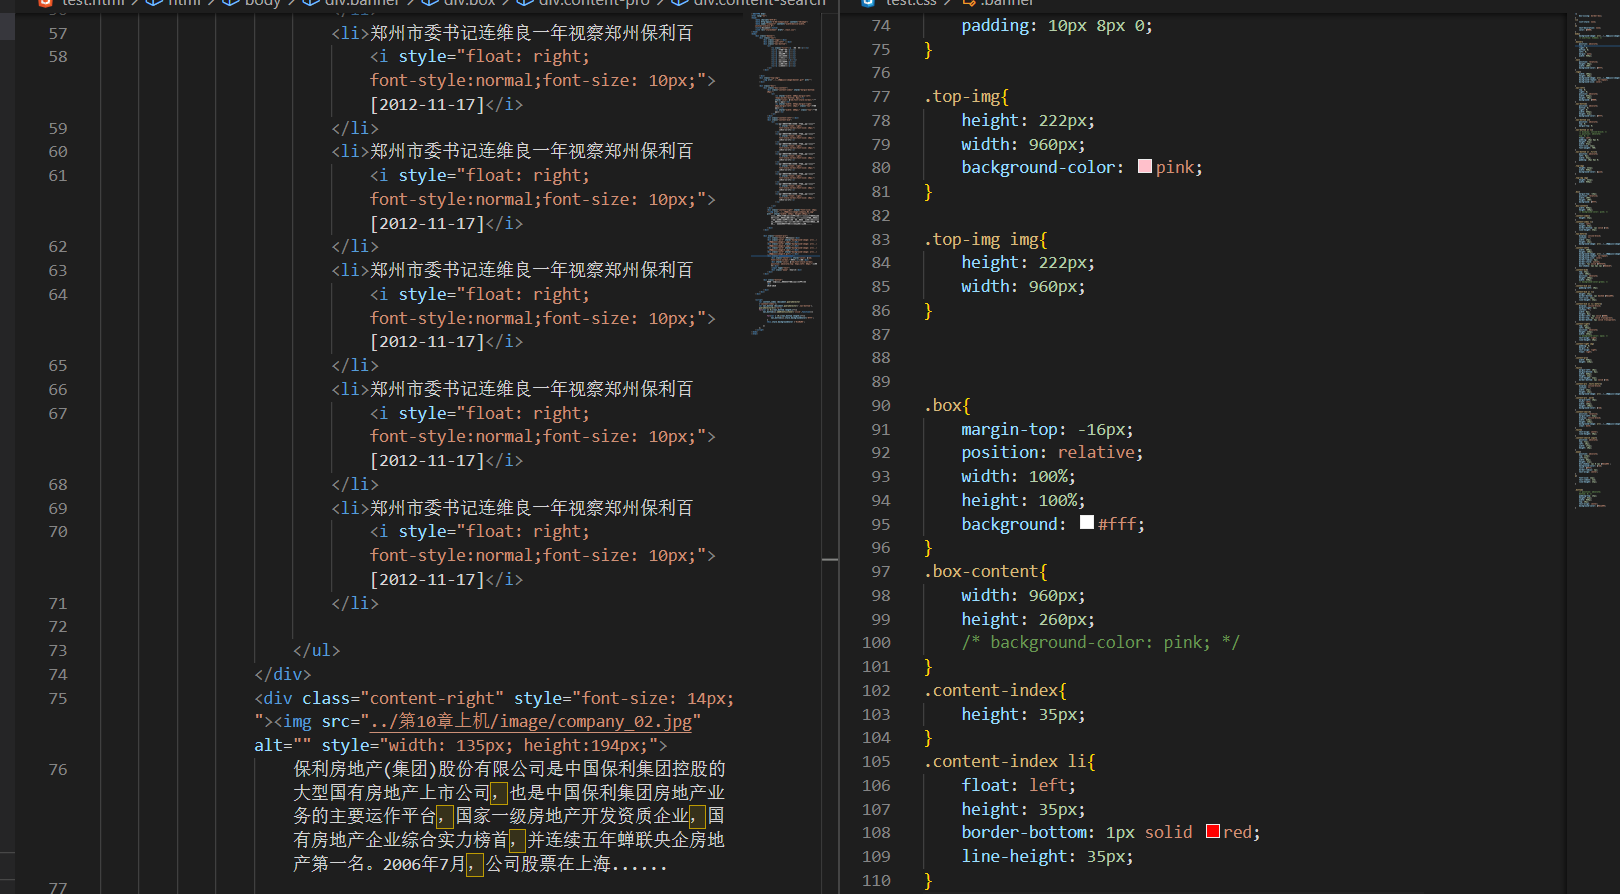 test.html > html > body > div.banner > div.box > div.content-pro > div.content-search
57 <li>郑州市委书记连维良一年视察郑州保利百
58 <i style="float: right;
font-style:normal;font-size: 10px;">
[2012-11-17]</i>
59 </li>
60 <li>郑州市委书记连维良一年视察郑州保利百
61 <i style="float: right;
font-style:normal;font-size: 10px;">
[2012-11-17]</i>
62 </li>
63 <li>郑州市委书记连维良一年视察郑州保利百
64 <i style="float: right;
font-style:normal;font-size: 10px;">
[2012-11-17]</i>
65 </li>
66 <li>郑州市委书记连维良一年视察郑州保利百
67 <i style="float: right;
font-style:normal;font-size: 10px;">
[2012-11-17]</i>
68 </li>
69 <li>郑州市委书记连维良一年视察郑州保利百
70 <i style="float: right;
font-style:normal;font-size: 10px;">
[2012-11-17]</i>
71 </li>
72
73 </ul>
74 </div>
75 <div class="content-right" style="font-size: 14px;
"><img src="../第10章上机/image/company_02.jpg"
alt="" style="width: 135px; height:194px;">
76 保利房地产(集团)股份有限公司是中国保利集团控股的
大型国有房地产上市公司，也是中国保利集团房地产业
务的主要运作平台，国家一级房地产开发资质企业，国
有房地产企业综合实力榜首，并连续五年蝉联央企房地
产第一名。2006年7月，公司股票在上海......
77
test.css > .banner
74 padding: 10px 8px 0;
75 }
76
77 .top-img{
78 height: 222px;
79 width: 960px;
80 background-color: pink;
81 }
82
83 .top-img img{
84 height: 222px;
85 width: 960px;
86 }
87
88
89
90 .box{
91 margin-top: -16px;
92 position: relative;
93 width: 100%;
94 height: 100%;
95 background: #fff;
96 }
97 .box-content{
98 width: 960px;
99 height: 260px;
100 /* background-color: pink; */
101 }
102 .content-index{
103 height: 35px;
104 }
105 .content-index li{
106 float: left;
107 height: 35px;
108 border-bottom: 1px solid red;
109 line-height: 35px;
110 }